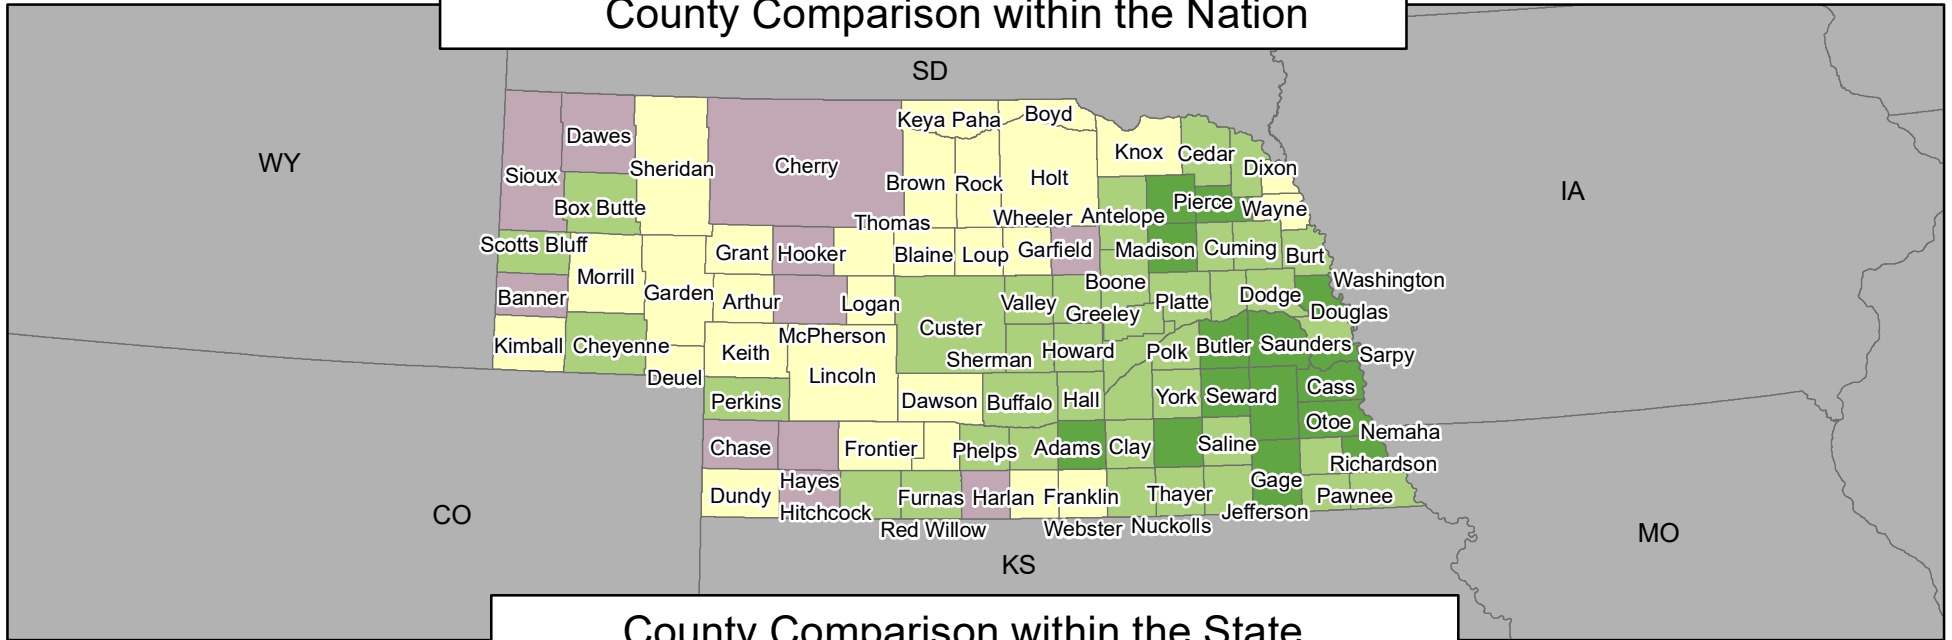 County Comparison within the Nation
SD
WY
IA
CO
KS
MO
Keya Paha
Boyd
Dawes
Knox
Cedar
Sheridan
Cherry
Dixon
Sioux
Brown
Rock
Holt
Box Butte
Pierce
Wayne
Thomas
Wheeler
Antelope
Scotts Bluff
Grant
Hooker
Blaine
Loup
Garfield
Madison
Cuming
Burt
Morrill
Boone
Washington
Banner
Garden
Arthur
Logan
Valley
Greeley
Platte
Dodge
Douglas
Custer
McPherson
Kimball
Cheyenne
Keith
Sherman
Howard
Polk
Butler
Saunders
Sarpy
Deuel
Lincoln
Perkins
Dawson
Buffalo
Hall
York
Seward
Cass
Otoe
Nemaha
Chase
Frontier
Phelps
Adams
Clay
Saline
Richardson
Dundy
Hayes
Furnas
Harlan
Franklin
Thayer
Gage
Pawnee
Hitchcock
Jefferson
Red Willow
Webster
Nuckolls
County Comparison within the State